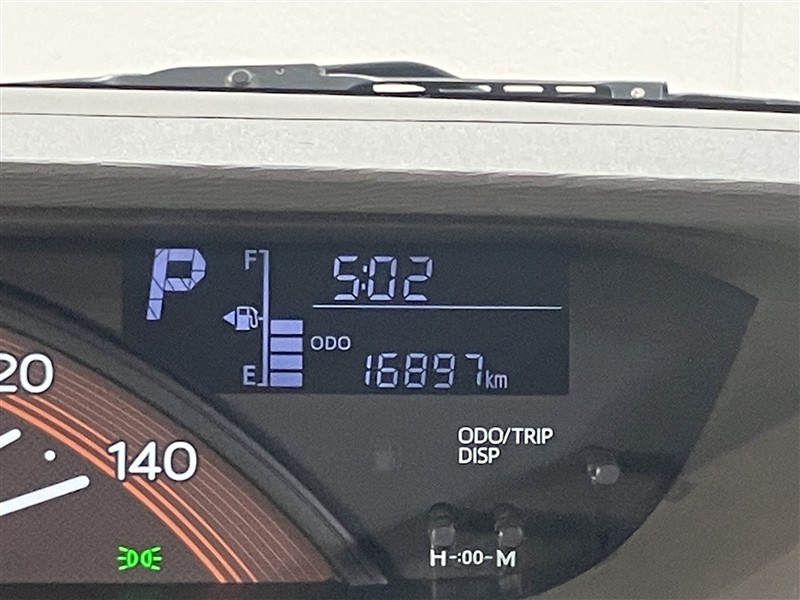 P
F
5:02
ODO
E
16897km
20
140
ODO/TRIP
DISP
H-:00-M